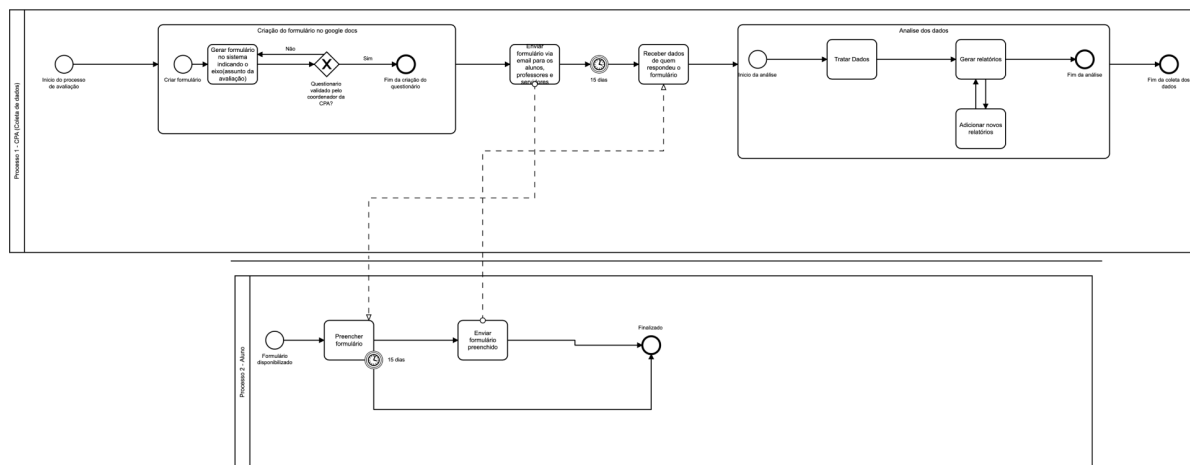 Processo 1 - CPA (Coleta de dados)
Início do processo
de avaliação
Criação do formulário no google docs
Criar formulário
Gerar formulário
no sistema
indicando o
eixo(assunto da
avaliação)
Não
Sim
Questionario
validado pelo
coordenador da
CPA?
Fim da criação do
questionário
Enviar
formulário via
email para os
alunos,
professores e
servidores
15 dias
Receber dados
de quem
respondeu o
formulário
Analise dos dados
Início da análise
Tratar Dados
Gerar relatórios
Adicionar novos
relatórios
Fim da análise
Fim da coleta dos
dados
Processo 2 - Aluno
Formulário
disponibilizado
Preencher
formulário
15 dias
Enviar
formulário
preenchido
Finalizado